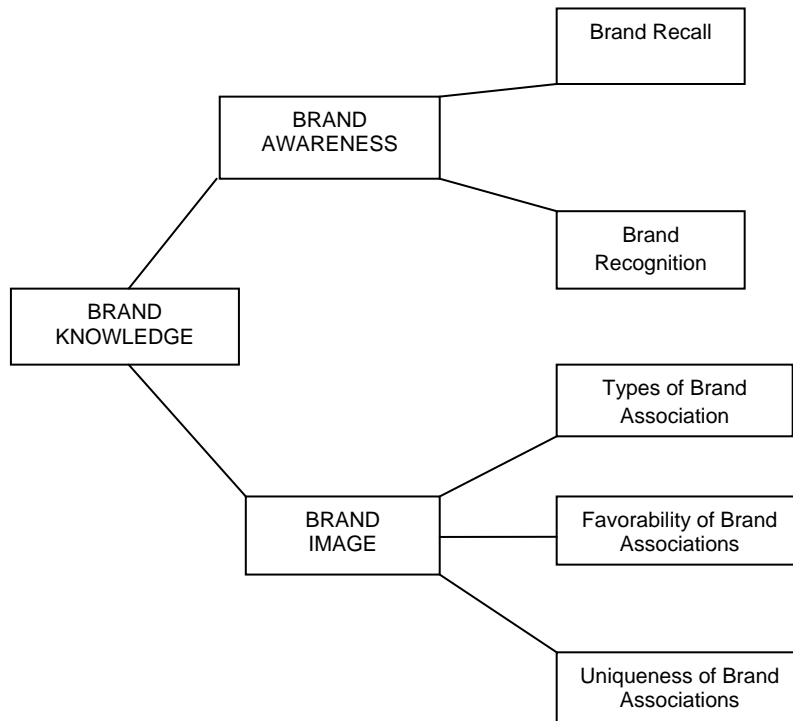 Brand Recall
BRAND
AWARENESS
Brand
Recognition
BRAND
KNOWLEDGE
Types of Brand
Association
BRAND
IMAGE
Favorability of Brand
Associations
Uniqueness of Brand
Associations